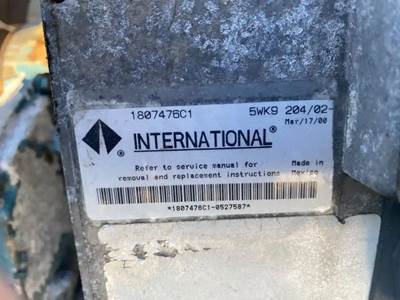 1807476C1 5WK9 204/02-
Mar/17/00
® INTERNATIONAL®
Refer to service manual for Made in
removal and replacement instructions Mexico
*1807476C1-0527587*